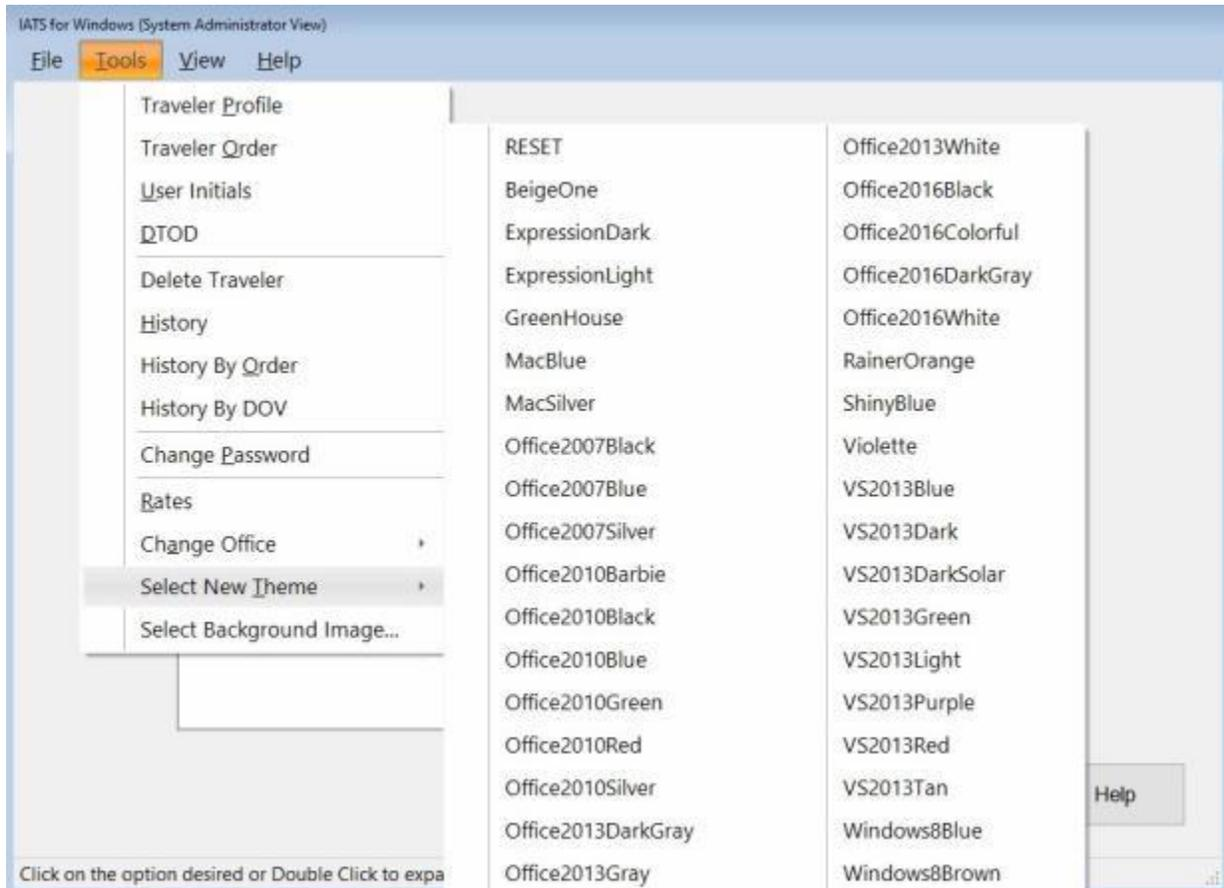 IATS for Windows (System Administrator View)
File Tools View Help
Traveler Profile
Traveler Order
User Initials
DTOD
Delete Traveler
History
History By Order
History By DOV
Change Password
Rates
Change Office
Select New Theme
Select Background Image...
RESET
BeigeOne
ExpressionDark
ExpressionLight
GreenHouse
MacBlue
MacSilver
Office2007Black
Office2007Blue
Office2007Silver
Office2010Barbie
Office2010Black
Office2010Blue
Office2010Green
Office2010Red
Office2010Silver
Office2013DarkGray
Office2013Gray
Office2013White
Office2016Black
Office2016Colorful
Office2016DarkGray
Office2016White
RainerOrange
ShinyBlue
Violette
VS2013Blue
VS2013Dark
VS2013DarkSolar
VS2013Green
VS2013Light
VS2013Purple
VS2013Red
VS2013Tan
Windows8Blue
Windows8Brown
Help
Click on the option desired or Double Click to expa